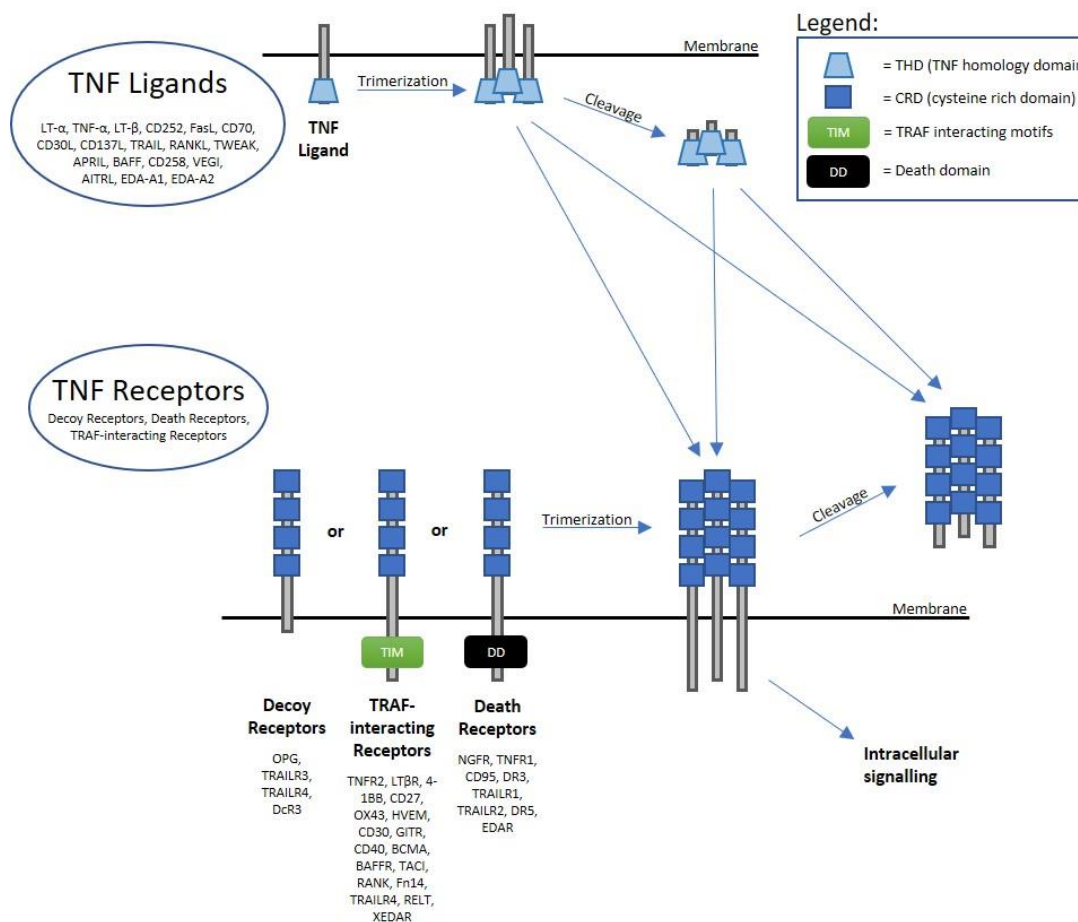 TNF Ligands
LT-α, TNF-α, LT-β, CD252, FasL, CD70,
CD30L, CD137L, TRAIL, RANKL, TWEAK,
APRIL, BAFF, CD258, VEGI,
AITRL, EDA-A1, EDA-A2
Membrane
Trimerization
Cleavage
TNF
Ligand
Legend:
= THD (TNF homology domain
= CRD (cysteine rich domain)
TIM = TRAF interacting motifs
DD = Death domain
TNF Receptors
Decoy Receptors, Death Receptors,
TRAF-interacting Receptors
or
or
Trimerization
Cleavage
Membrane
TIM
DD
Decoy
Receptors
OPG,
TRAILR3,
TRAILR4,
DcR3
TRAF-
interacting
Receptors
TNFR2, LTβR, 4-
1BB, CD27,
OX43, HVEM,
CD30, GITR,
CD40, BCMA,
BAFFR, TACI,
RANK, Fn14,
TRAILR4, RELT,
XEDAR
Death
Receptors
NGFR, TNFR1,
CD95, DR3,
TRAILR1,
TRAILR2, DR5,
EDAR
Intracellular
signalling